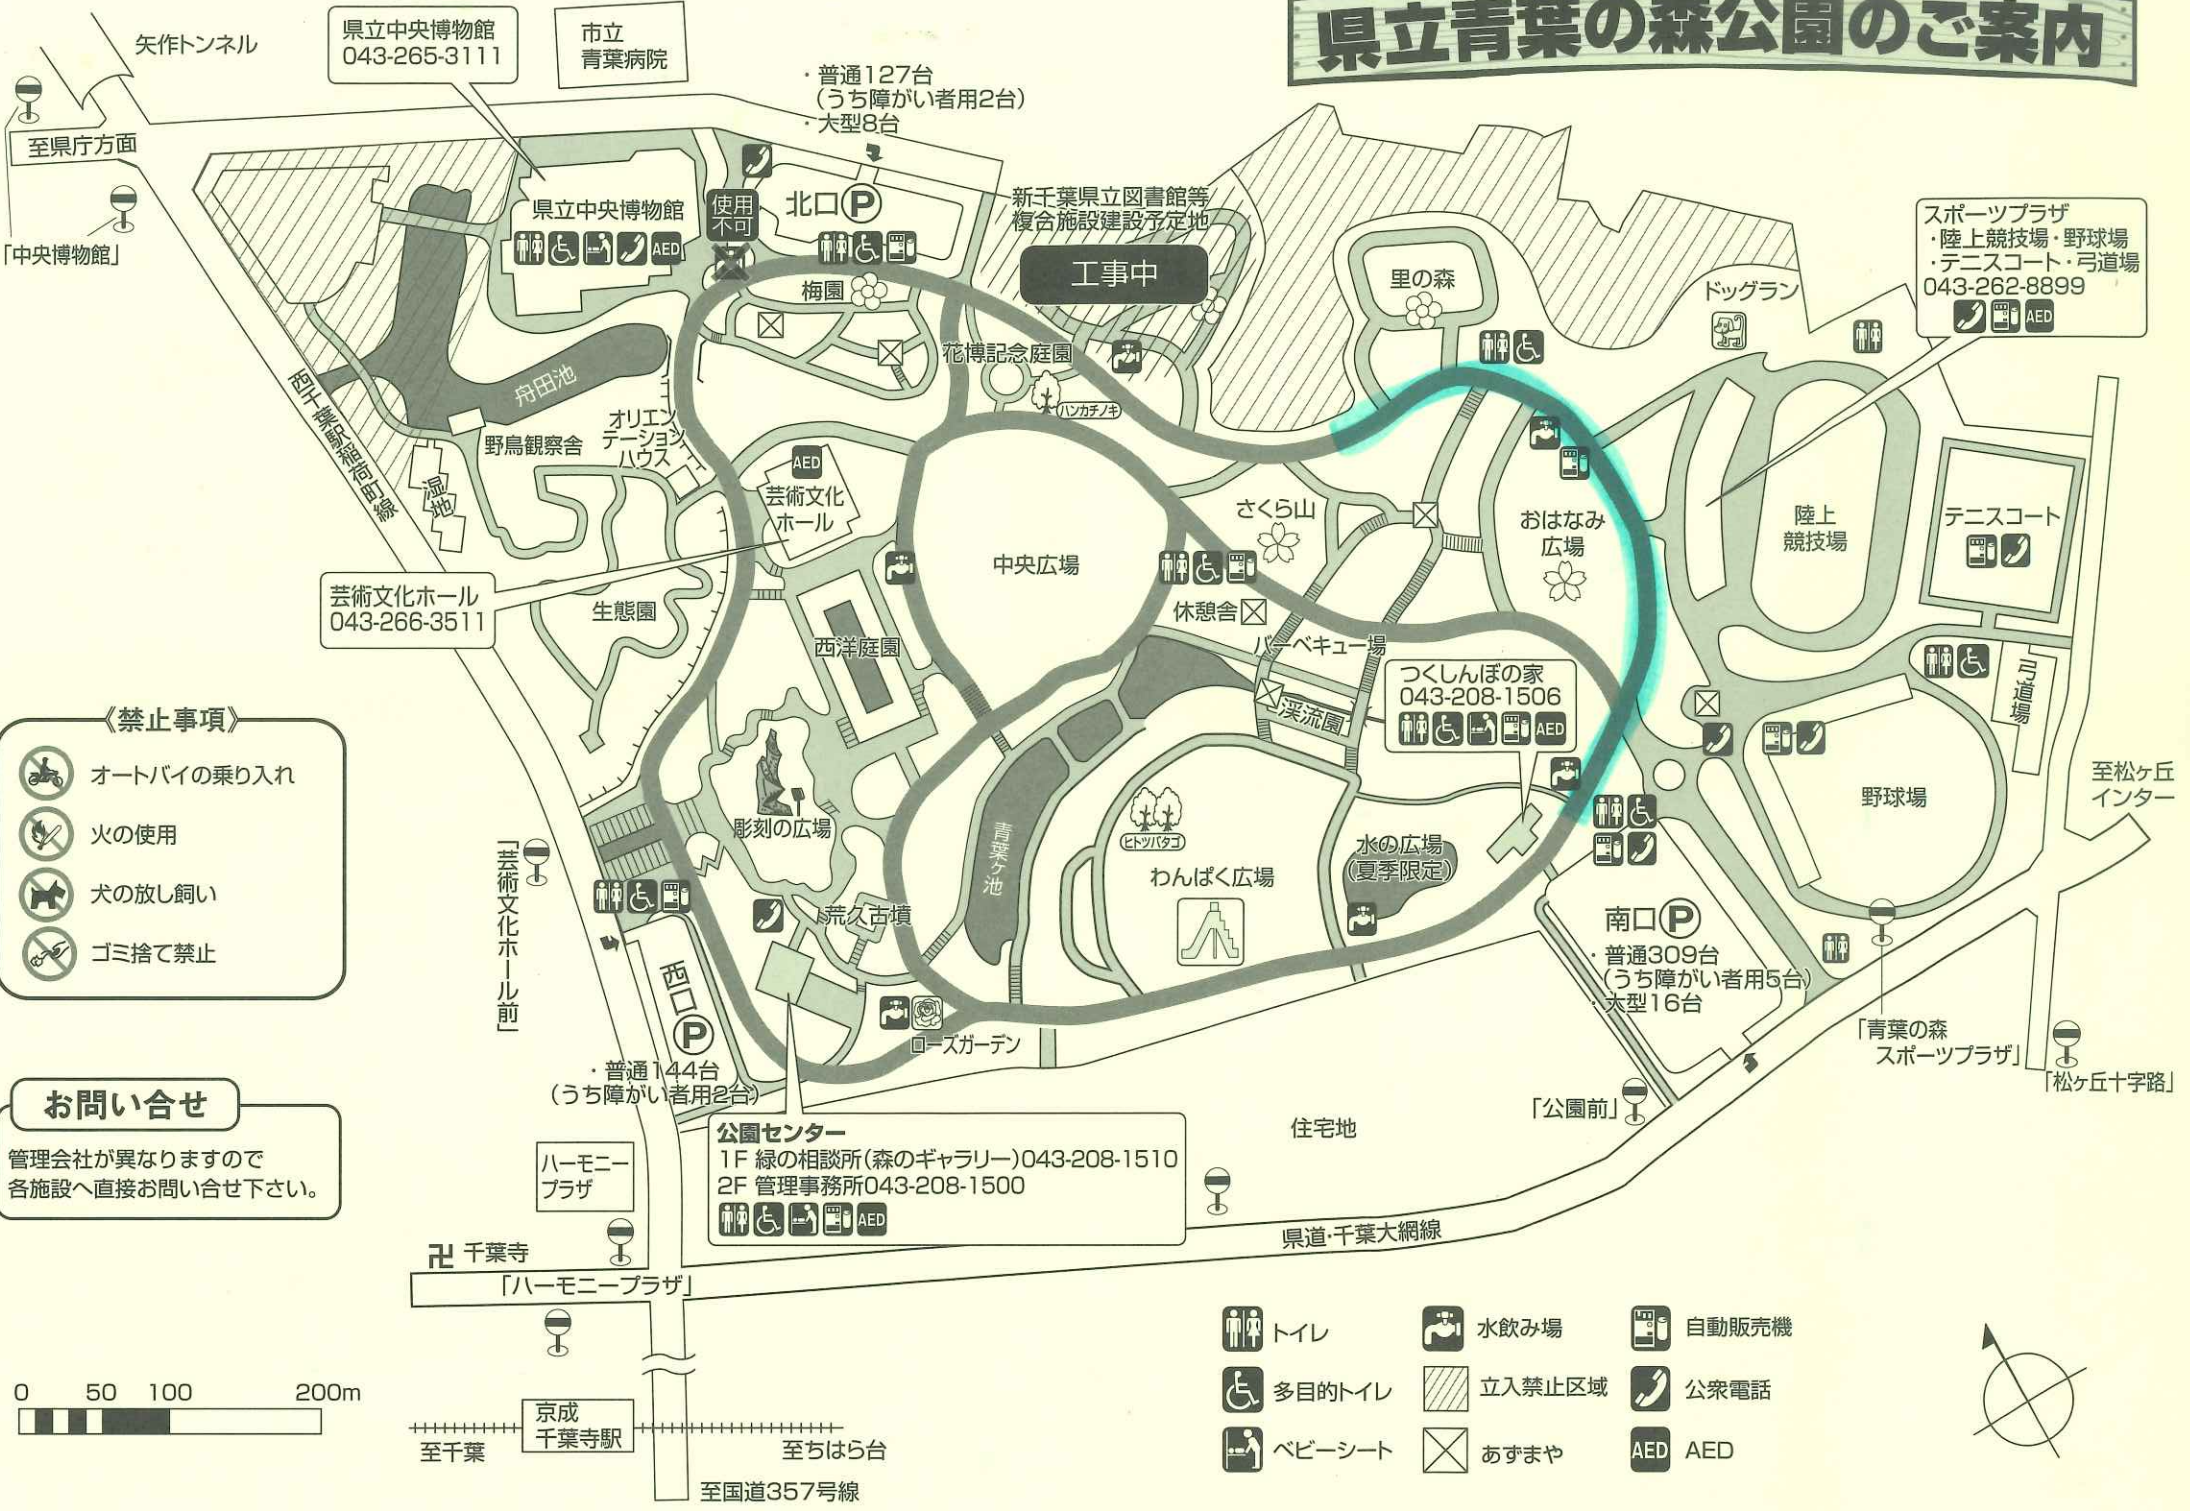 県立青葉の森公園のご案内
矢作トンネル
県立中央博物館
043-265-3111
市立
青葉病院
・普通127台
(うち障がい者用2台)
・大型8台
至県庁方面
「中央博物館」
県立中央博物館
AED
使用
不可
北口P
新千葉県立図書館等
複合施設建設予定地
工事中
梅園
花博記念庭園
ハンカチノキ
里の森
ドッグラン
スポーツプラザ
・陸上競技場・野球場
・テニスコート・弓道場
043-262-8899
AED
舟田池
西千葉駅稲荷町線
野鳥観察舎
オリエン
テーション
ハウス
湿地
AED
芸術文化
ホール
芸術文化ホール
043-266-3511
生態園
西洋庭園
中央広場
さくら山
休憩舎
バーベキュー場
おはなみ
広場
陸上
競技場
テニスコート
弓道場
渓流園
つくしんぼの家
043-208-1506
AED
野球場
至松ヶ丘
インター
《禁止事項》
オートバイの乗り入れ
火の使用
犬の放し飼い
ゴミ捨て禁止
彫刻の広場
青葉ヶ池
ヒトツバタゴ
わんぱく広場
水の広場
(夏季限定)
荒久古墳
「芸術文化ホール前」
西口P
・普通144台
(うち障がい者用2台)
ローズガーデン
南口P
・普通309台
(うち障がい者用5台)
・大型16台
「青葉の森
スポーツプラザ」
「松ヶ丘十字路」
「公園前」
住宅地
お問い合せ
管理会社が異なりますので
各施設へ直接お問い合せ下さい。
公園センター
1F 緑の相談所(森のギャラリー)043-208-1510
2F 管理事務所043-208-1500
AED
ハーモニー
プラザ
卍 千葉寺
「ハーモニープラザ」
県道・千葉大網線
0 50 100 200m
京成
千葉寺駅
至千葉
至ちはら台
至国道357号線
トイレ
水飲み場
自動販売機
多目的トイレ
立入禁止区域
公衆電話
ベビーシート
あずまや
AED AED